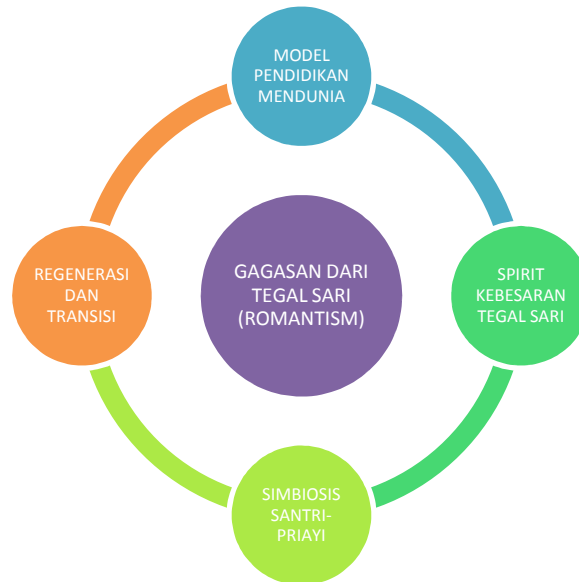 MODEL
PENDIDIKAN
MENDUNIA
REGENERASI
DAN
TRANSISI
GAGASAN DARI
TEGAL SARI
(ROMANTISM)
SPIRIT
KEBESARAN
TEGAL SARI
SIMBIOSIS
SANTRI-
PRIAYI